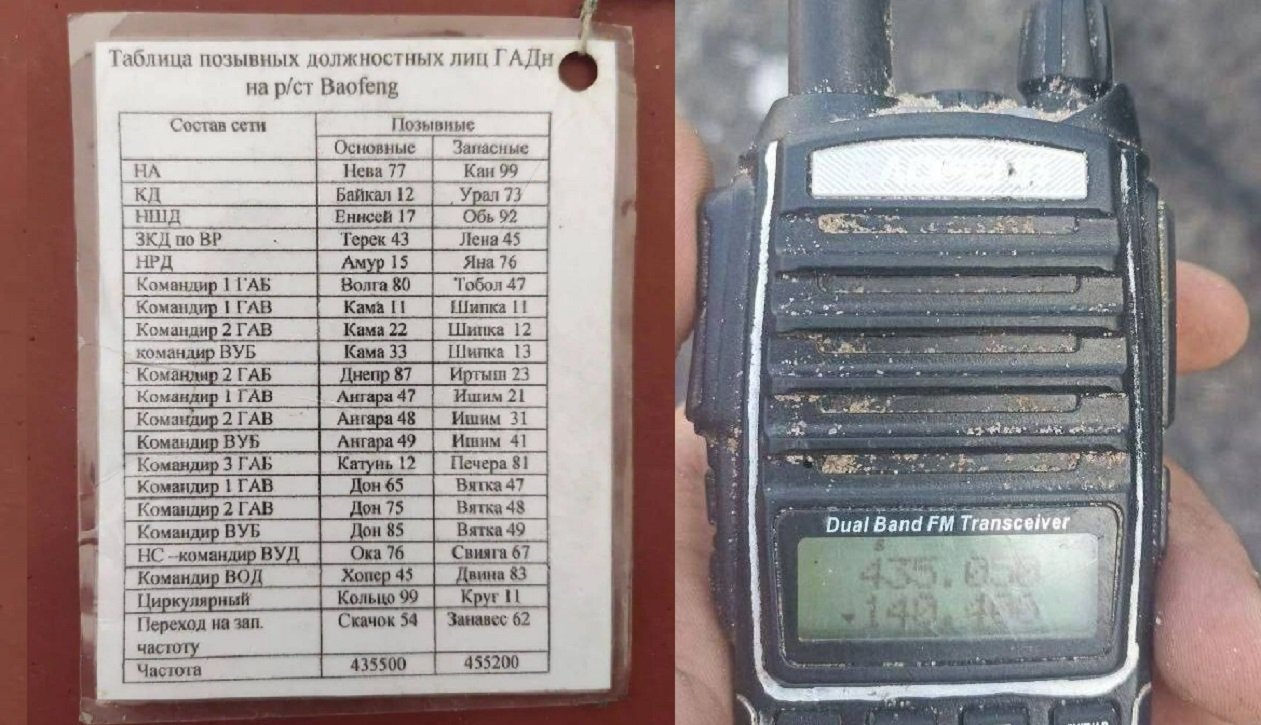 Таблица позывных должностных лиц ГАДн
на р/ст Baofeng
Состав сети Позывные
Основные Запасные
НА Нева 77 Кан 99
КД Байкал 12 Урал 73
НШД Енисей 17 Обь 92
ЗКД по ВР Терек 43 Лена 45
НРД Амур 15 Яна 76
Командир 1 ГАБ Волга 80 Тобол 47
Командир 1 ГАВ Кама 11 Шипка 11
Командир 2 ГАВ Кама 22 Шипка 12
командир ВУБ Кама 33 Шипка 13
Командир 2 ГАБ Днепр 87 Иртыш 23
Командир 1 ГАВ Ангара 47 Ишим 21
Командир 2 ГАВ Ангара 48 Ишим 31
Командир ВУБ Ангара 49 Ишим 41
Командир 3 ГАБ Катунь 12 Печера 81
Командир 1 ГАВ Дон 65 Вятка 47
Командир 2 ГАВ Дон 75 Вятка 48
Командир ВУБ Дон 85 Вятка 49
НС –командир ВУД Ока 76 Свияга 67
Командир ВОД Хопер 45 Двина 83
Циркулярный Кольцо 99 Круг 11
Переход на зап. Скачок 54 Занавес 62
частоту
Частота 435500 455200
Dual Band FM Transceiver
435.050
140.400